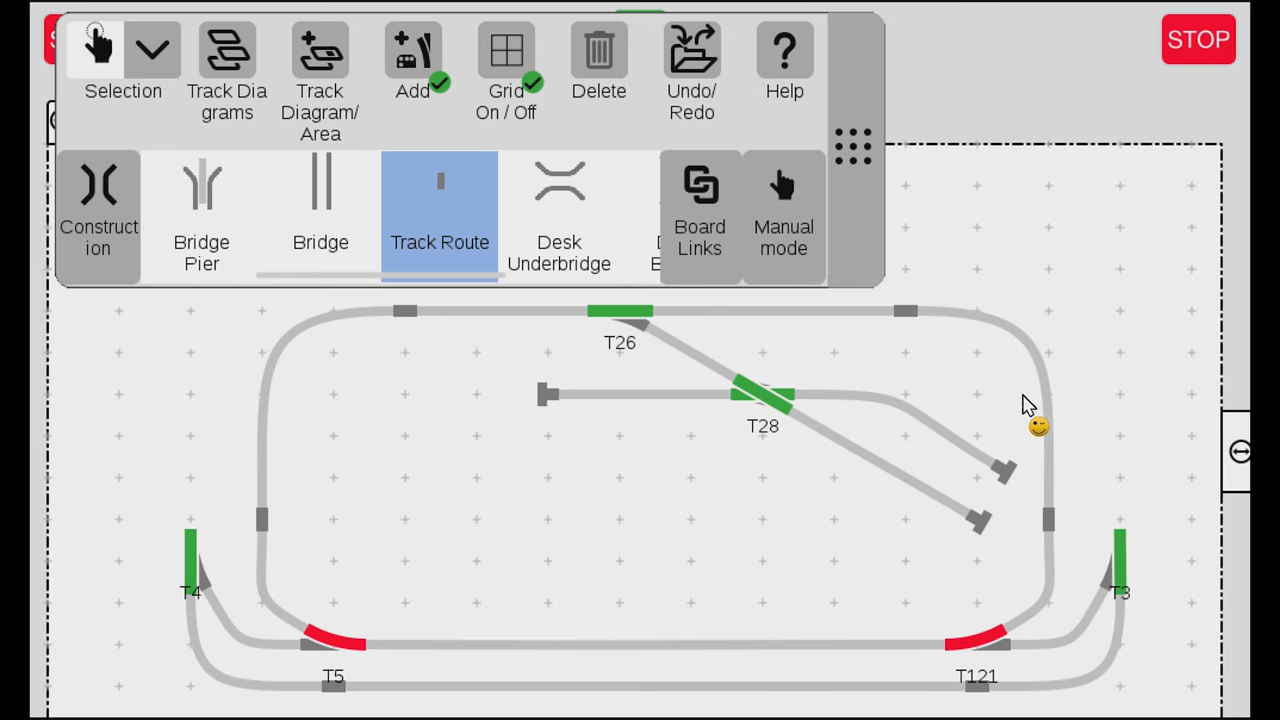 STOP
Selection
Track Dia
grams
Track
Diagram/
Area
Add
Grid
On / Off
Delete
Undo/
Redo
Help
Construct
ion
Bridge
Pier
Bridge
Track Route
Desk
Underbridge
Board
Links
Manual
mode
T26
T28
T4
T3
T5
T121